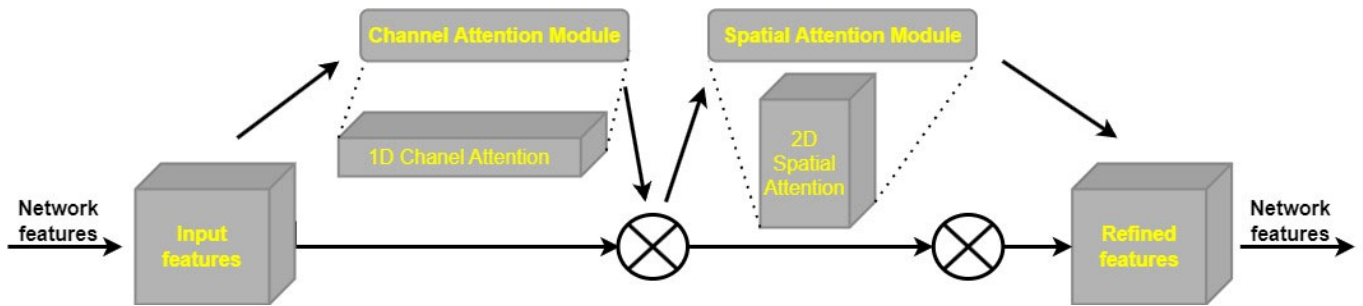 Channel Attention Module
Spatial Attention Module
1D Chanel Attention
2D
Spatial
Attention
Network
features
Input
features
Refined
features
Network
features